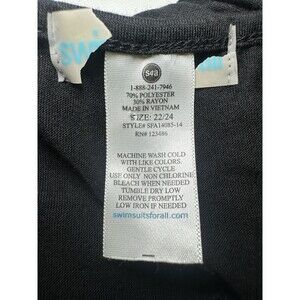 swim
S4A
1-888-241-7946
70% POLYESTER
30% RAYON
MADE IN VIETNAM
SIZE: 22/24
STYLE# SFA14085-14
RN# 123486
MACHINE WASH COLD
WITH LIKE COLORS.
GENTLE CYCLE
USE ONLY NON CHLORINE
BLEACH WHEN NEEDED
TUMBLE DRY LOW
REMOVE PROMPTLY
LOW IRON IF NEEDED
swimsuitsforall.com